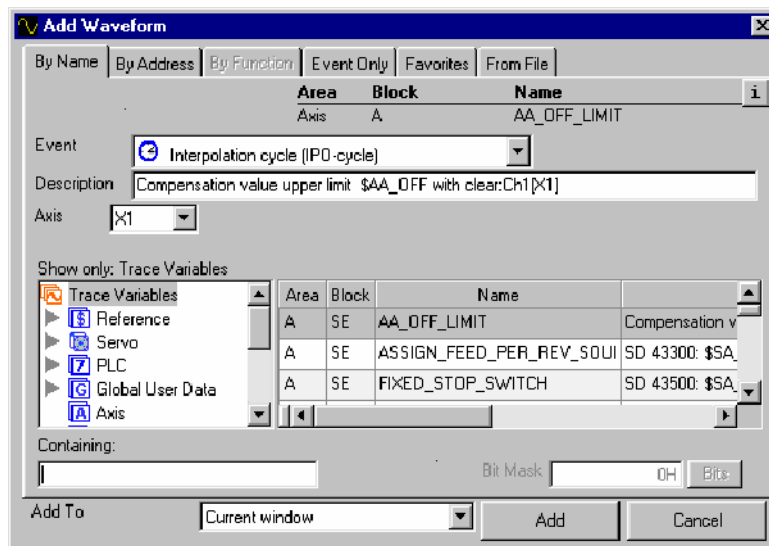 Add Waveform
By Name By Address By Function Event Only Favorites From File
Area Block Name
Axis A AA_OFF_LIMIT
i
Event Interpolation cycle (IPO-cycle)
Description Compensation value upper limit $AA_OFF with clear:Ch1[X1]
Axis X1
Show only: Trace Variables
Trace Variables
Reference
Servo
PLC
Global User Data
Axis
Area Block Name
A SE AA_OFF_LIMIT Compensation v
A SE ASSIGN_FEED_PER_REV_SOUI SD 43300: $SA_
A SE FIXED_STOP_SWITCH SD 43500: $SA_
Containing:
Bit Mask 0H Bits
Add To Current window Add Cancel